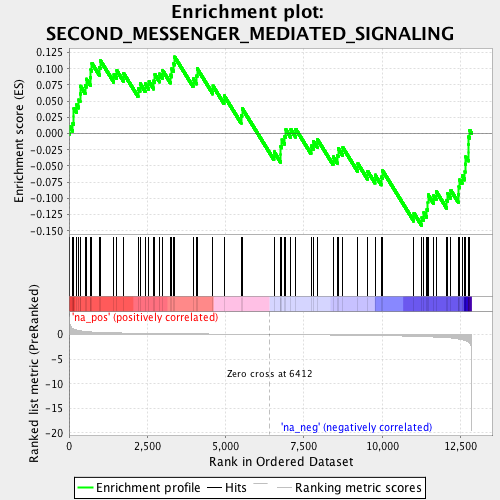 Enrichment plot:
SECOND_MESSENGER_MEDIATED_SIGNALING
Enrichment score (ES)
0.125
0.100
0.075
0.050
0.025
0.000
-0.025
-0.050
-0.075
-0.100
-0.125
-0.150
'na_pos' (positively correlated)
Ranked list metric (PreRanked)
0
-5
-10
-15
-20
Zero cross at 6412
'na_neg' (negatively correlated)
0
2,500
5,000
7,500
10,000
12,500
Rank in Ordered Dataset
Enrichment profile
Hits
Ranking metric scores